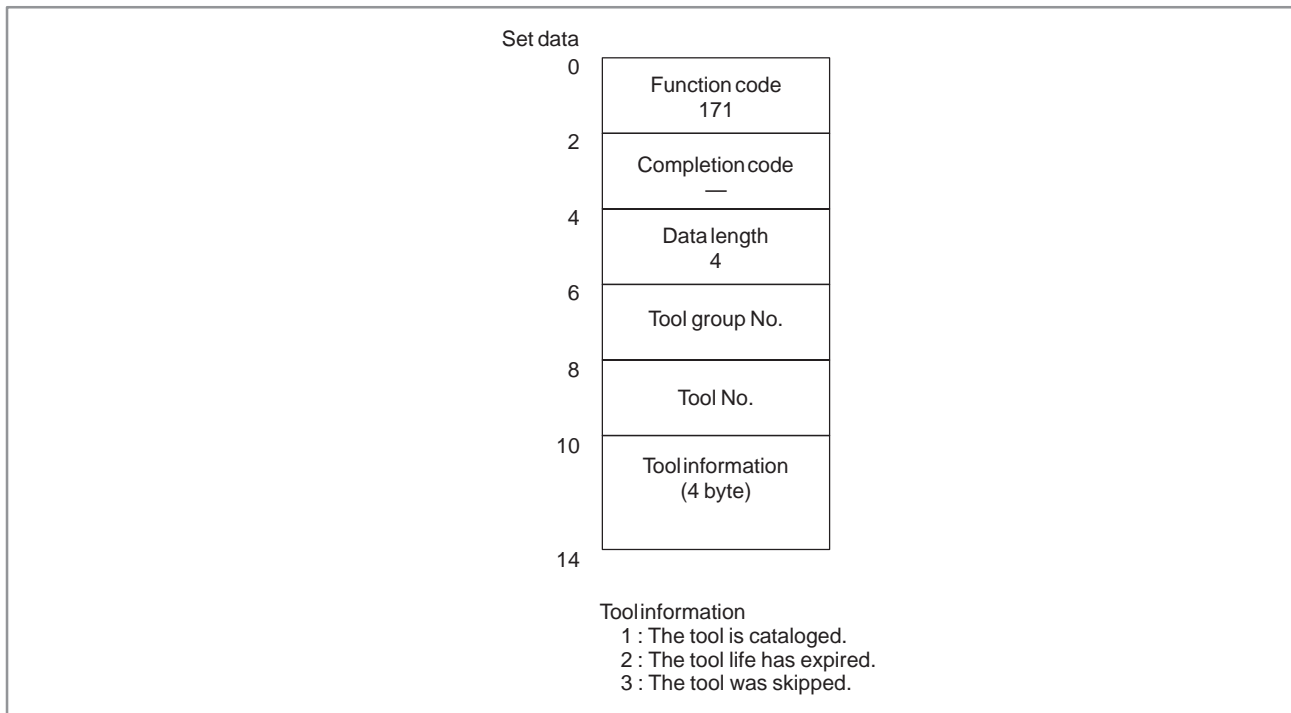 Set data
0
Function code
171
2
Completion code
—
4
Data length
4
6
Tool group No.
8
Tool No.
10
Tool information
(4 byte)
14
Tool information
1 : The tool is cataloged.
2 : The tool life has expired.
3 : The tool was skipped.